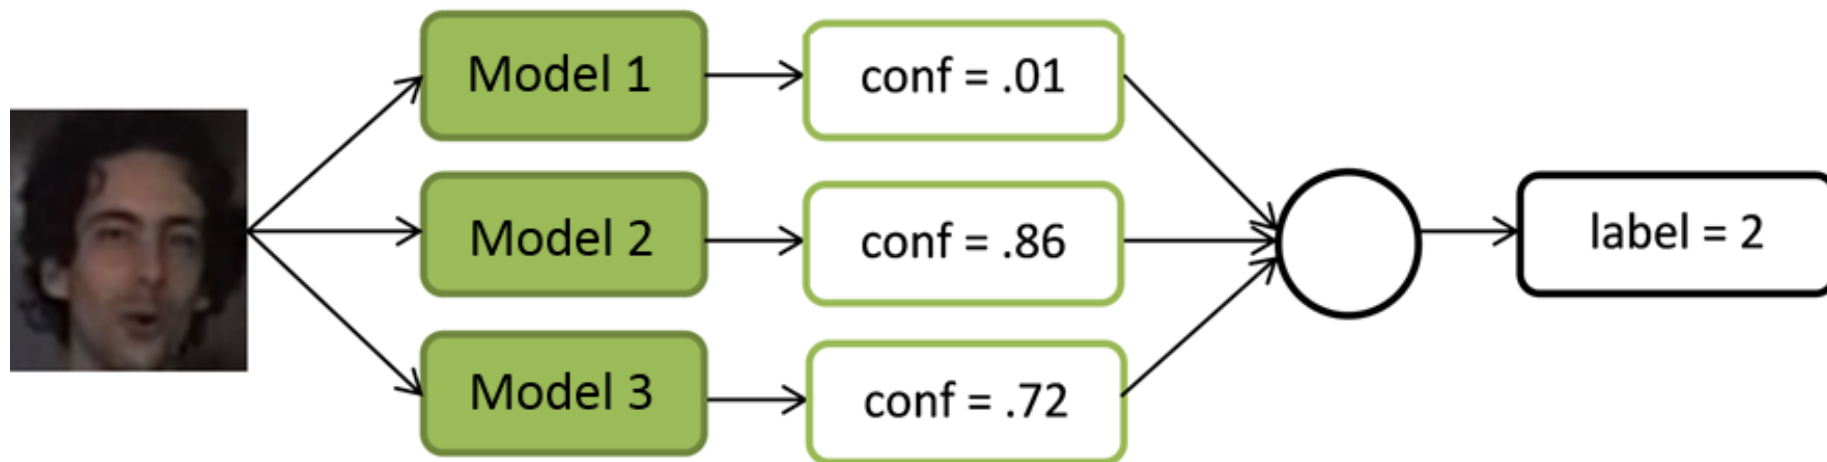 Model 1
conf = .01
Model 2
conf = .86
label = 2
Model 3
conf = .72